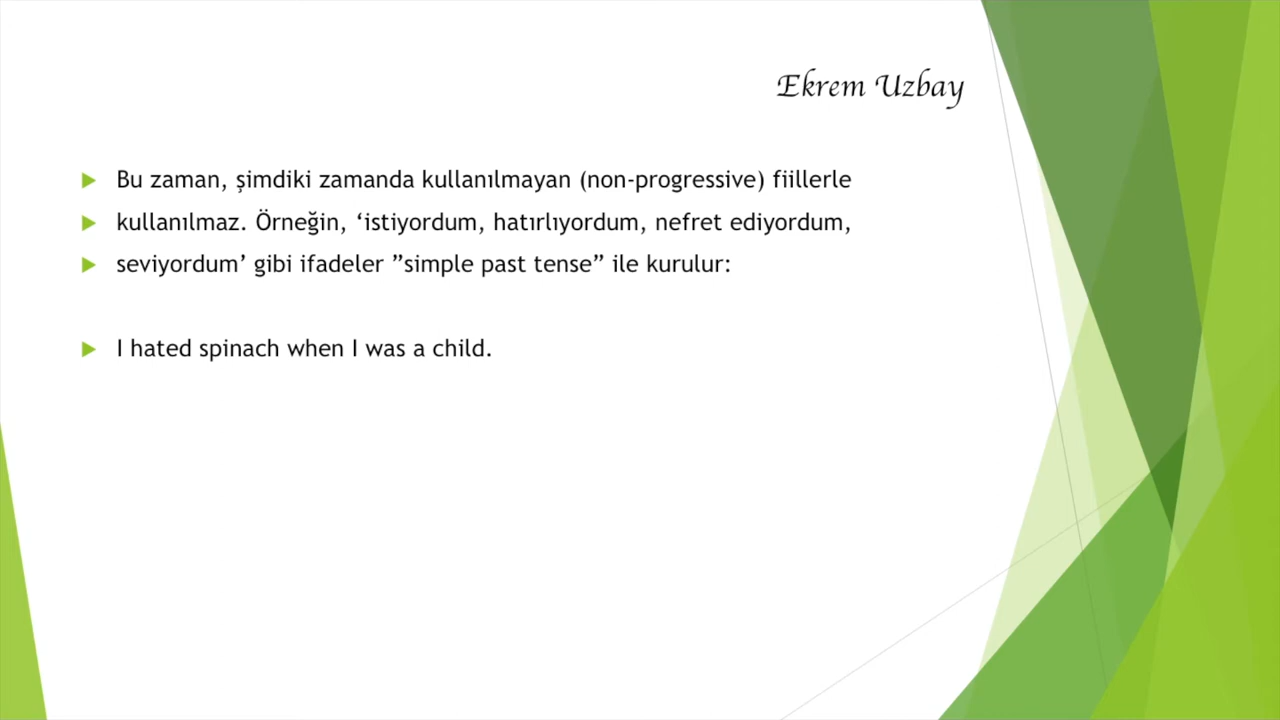 Ekrem Uzbay
Bu zaman, şimdiki zamanda kullanılmayan (non-progressive) fiillerle
kullanılmaz. Örneğin, ‘istiyordum, hatırlıyordum, nefret ediyordum,
seviyordum’ gibi ifadeler ”simple past tense” ile kurulur:
I hated spinach when I was a child.